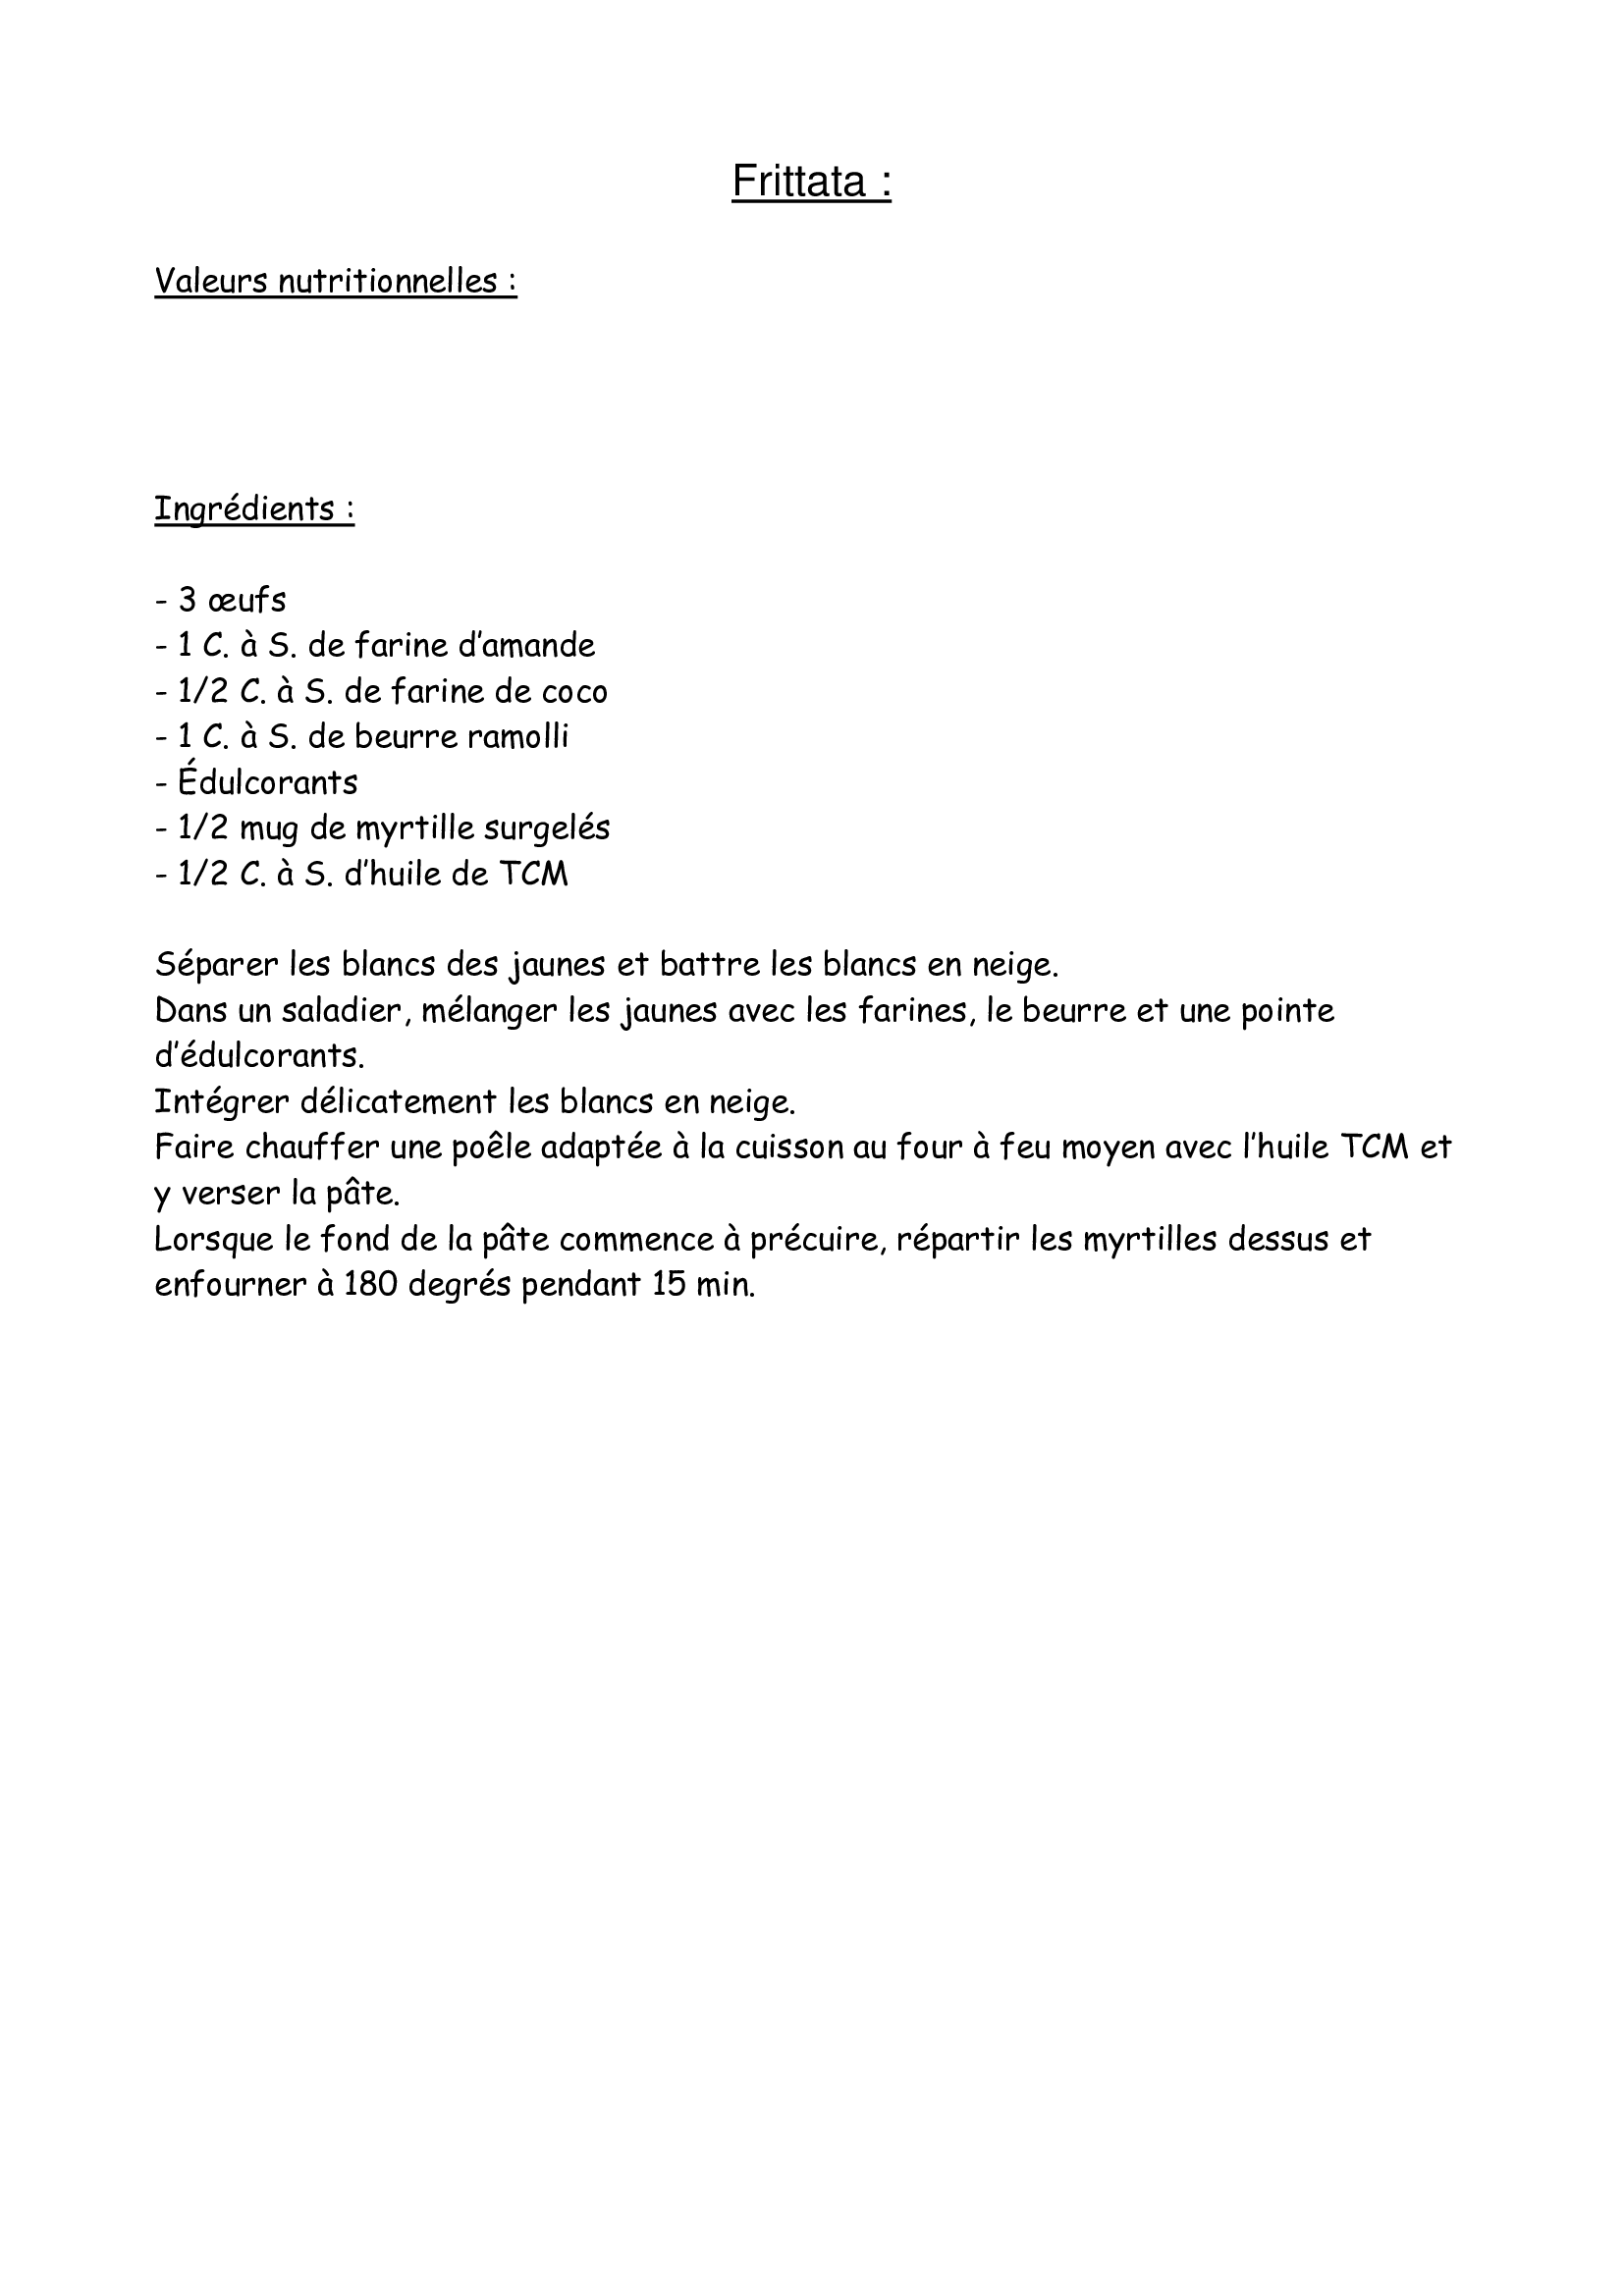 Frittata :
Valeurs nutritionnelles :
Ingrédients :
- 3 œufs
- 1 C. à S. de farine d’amande
- 1/2 C. à S. de farine de coco
- 1 C. à S. de beurre ramolli
- Édulcorants
- 1/2 mug de myrtille surgelés
- 1/2 C. à S. d’huile de TCM
Séparer les blancs des jaunes et battre les blancs en neige.
Dans un saladier, mélanger les jaunes avec les farines, le beurre et une pointe
d’édulcorants.
Intégrer délicatement les blancs en neige.
Faire chauffer une poêle adaptée à la cuisson au four à feu moyen avec l’huile TCM et
y verser la pâte.
Lorsque le fond de la pâte commence à précuire, répartir les myrtilles dessus et
enfourner à 180 degrés pendant 15 min.